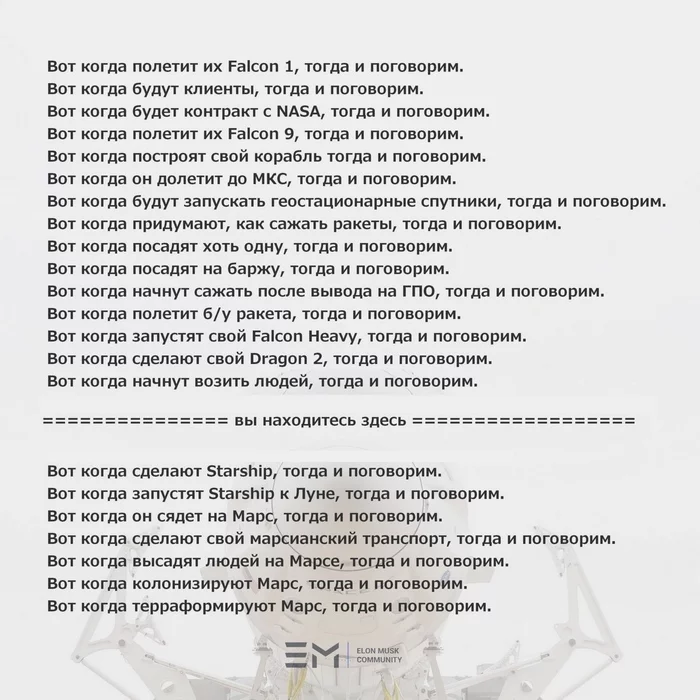 Вот когда полетит их Falcon 1, тогда и поговорим.
Вот когда будут клиенты, тогда и поговорим.
Вот когда будет контракт с NASA, тогда и поговорим.
Вот когда полетит их Falcon 9, тогда и поговорим.
Вот когда построят свой корабль тогда и поговорим.
Вот когда он долетит до МКС, тогда и поговорим.
Вот когда будут запускать геостационарные спутники, тогда и поговорим.
Вот когда придумают, как сажать ракеты, тогда и поговорим.
Вот когда посадят хоть одну, тогда и поговорим.
Вот когда посадят на баржу, тогда и поговорим.
Вот когда начнут сажать после вывода на ГПО, тогда и поговорим.
Вот когда полетит б/у ракета, тогда и поговорим.
Вот когда запустят свой Falcon Heavy, тогда и поговорим.
Вот когда сделают свой Dragon 2, тогда и поговорим.
Вот когда начнут возить людей, тогда и поговорим.
=============== вы находитесь здесь ==================
Вот когда сделают Starship, тогда и поговорим.
Вот когда запустят Starship к Луне, тогда и поговорим.
Вот когда он сядет на Марс, тогда и поговорим.
Вот когда сделают свой марсианский транспорт, тогда и поговорим.
Вот когда высадят людей на Марсе, тогда и поговорим.
Вот когда колонизируют Марс, тогда и поговорим.
Вот когда терраформируют Марс, тогда и поговорим.
EM
ELON MUSK
COMMUNITY